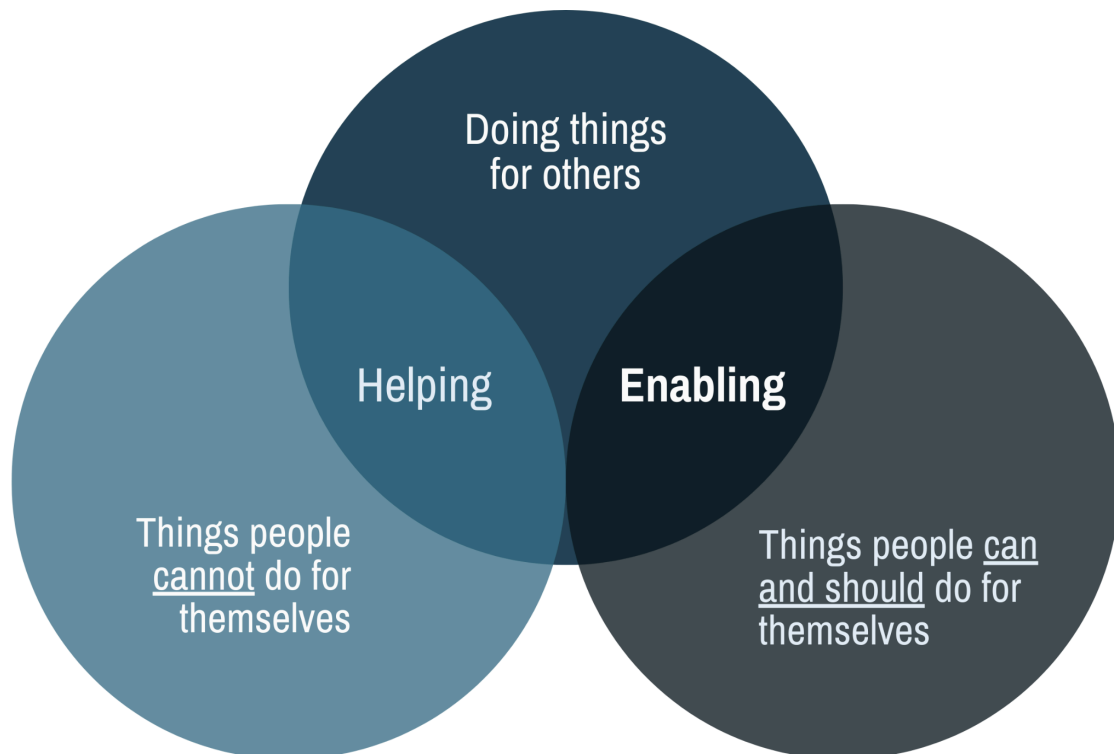 Doing things
for others
Helping
Enabling
Things people
cannot do for
themselves
Things people can
and should do for
themselves